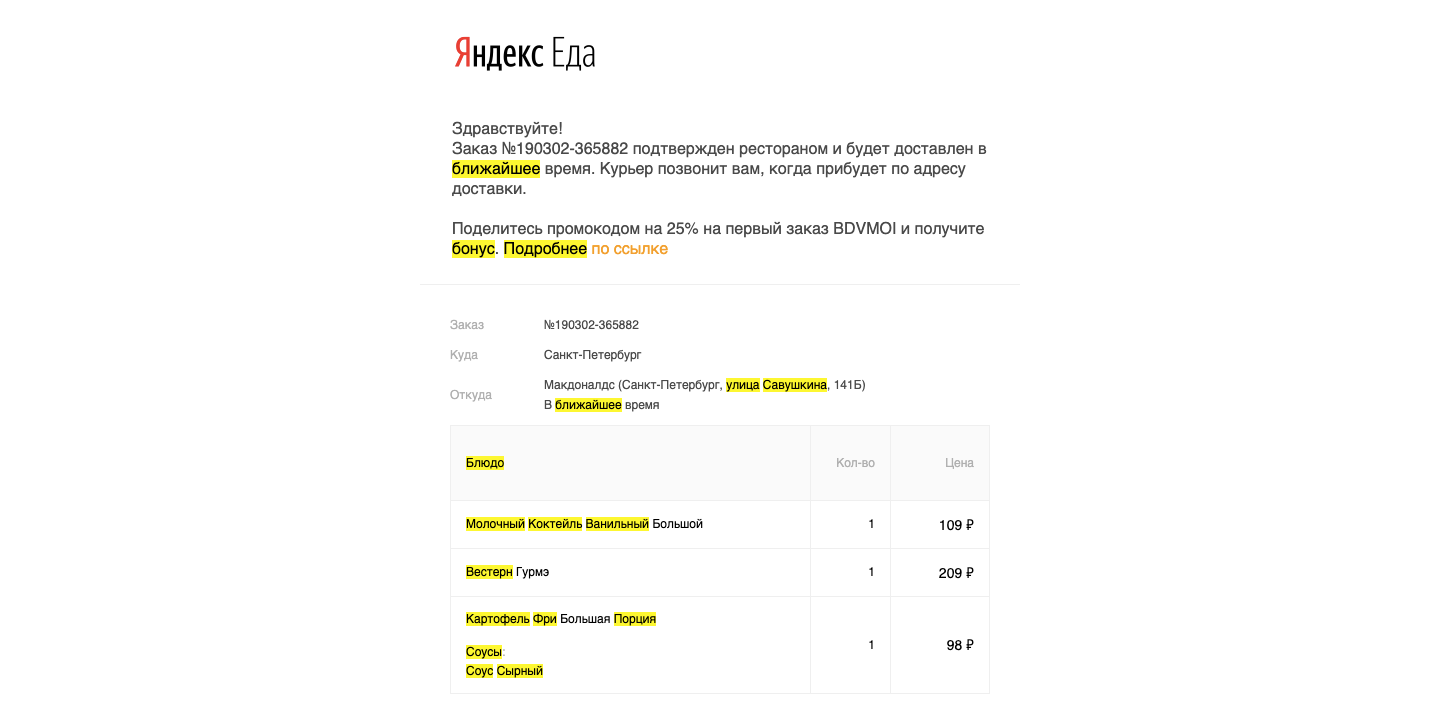 Яндекс Еда
Здравствуйте!
Заказ №190302-365882 подтвержден рестораном и будет доставлен в
ближайшее время. Курьер позвонит вам, когда прибудет по адресу
доставки.
Поделитесь промокодом на 25% на первый заказ BDVMOI и получите
бонус. Подробнее по ссылке
Заказ №190302-365882
Куда Санкт-Петербург
Откуда Макдоналдс (Санкт-Петербург, улица Савушкина, 141Б)
В ближайшее время
Блюдо Кол-во Цена
Молочный Коктейль Ванильный Большой 1 109 ₽
Вестерн Гурмэ 1 209 ₽
Картофель Фри Большая Порция 1 98 ₽
Соусы:
Соус Сырный